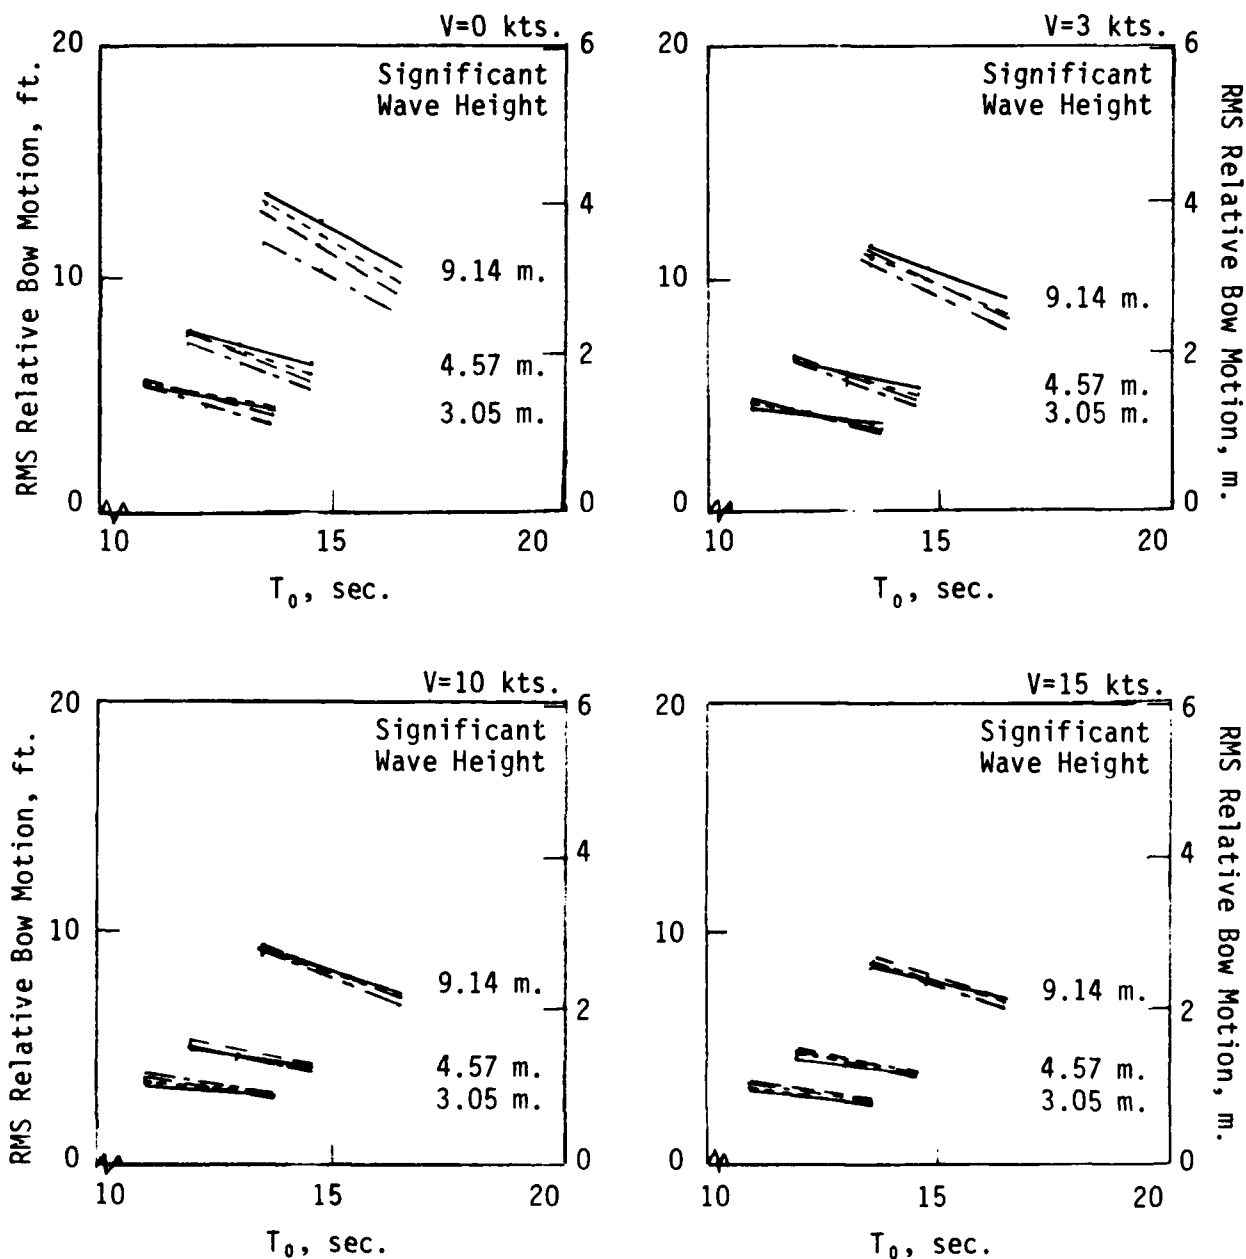 V=0 kts.
20
6
Significant
Wave Height
RMS Relative Bow Motion, ft.
4
10
9.14 m.
2
4.57 m.
3.05 m.
0
0
10
15
20
T₀, sec.
V=3 kts.
20
6
Significant
Wave Height
RMS Relative Bow Motion, m.
4
10
9.14 m.
2
4.57 m.
3.05 m.
0
0
10
15
20
T₀, sec.
V=10 kts.
20
6
Significant
Wave Height
RMS Relative Bow Motion, ft.
4
10
9.14 m.
2
4.57 m.
3.05 m.
0
0
10
15
20
T₀, sec.
V=15 kts.
20
6
Significant
Wave Height
RMS Relative Bow Motion, m.
4
10
9.14 m.
2
4.57 m.
3.05 m.
0
0
10
15
20
T₀, sec.